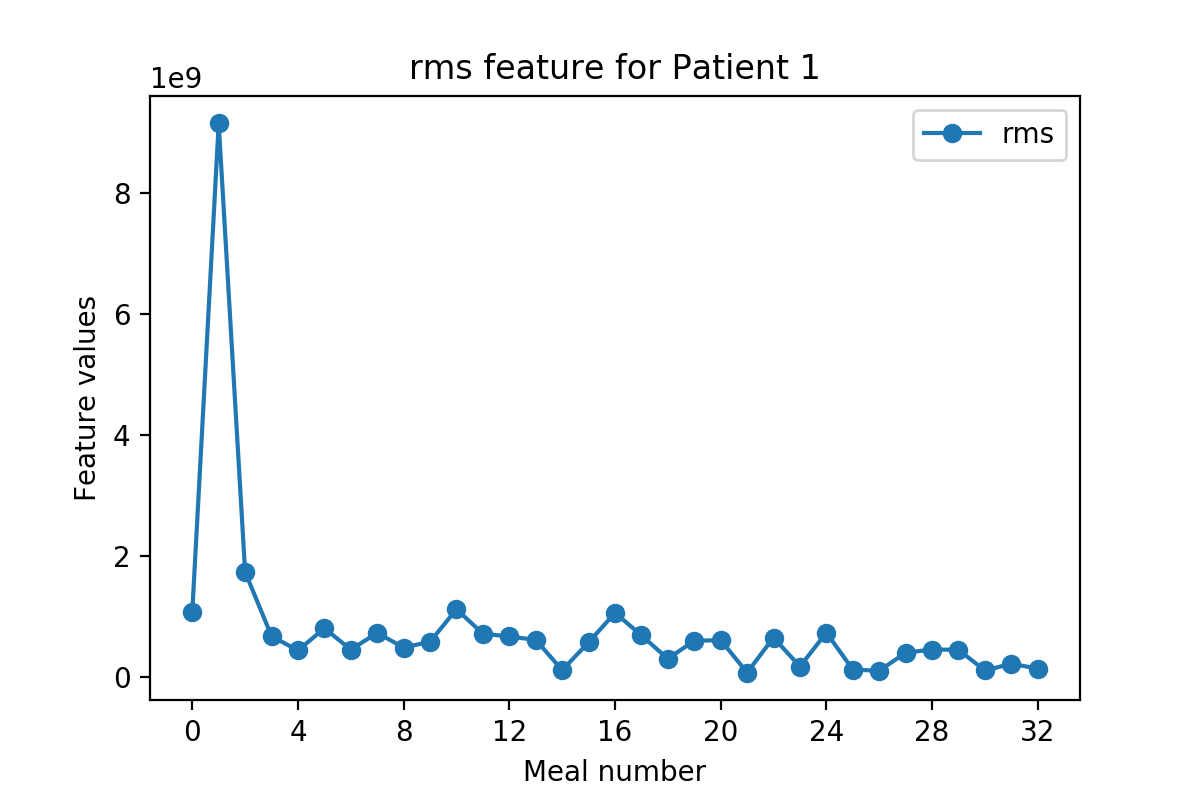 rms feature for Patient 1
1e9
rms
8
6
4
2
0
Feature values
0 4 8 12 16 20 24 28 32
Meal number